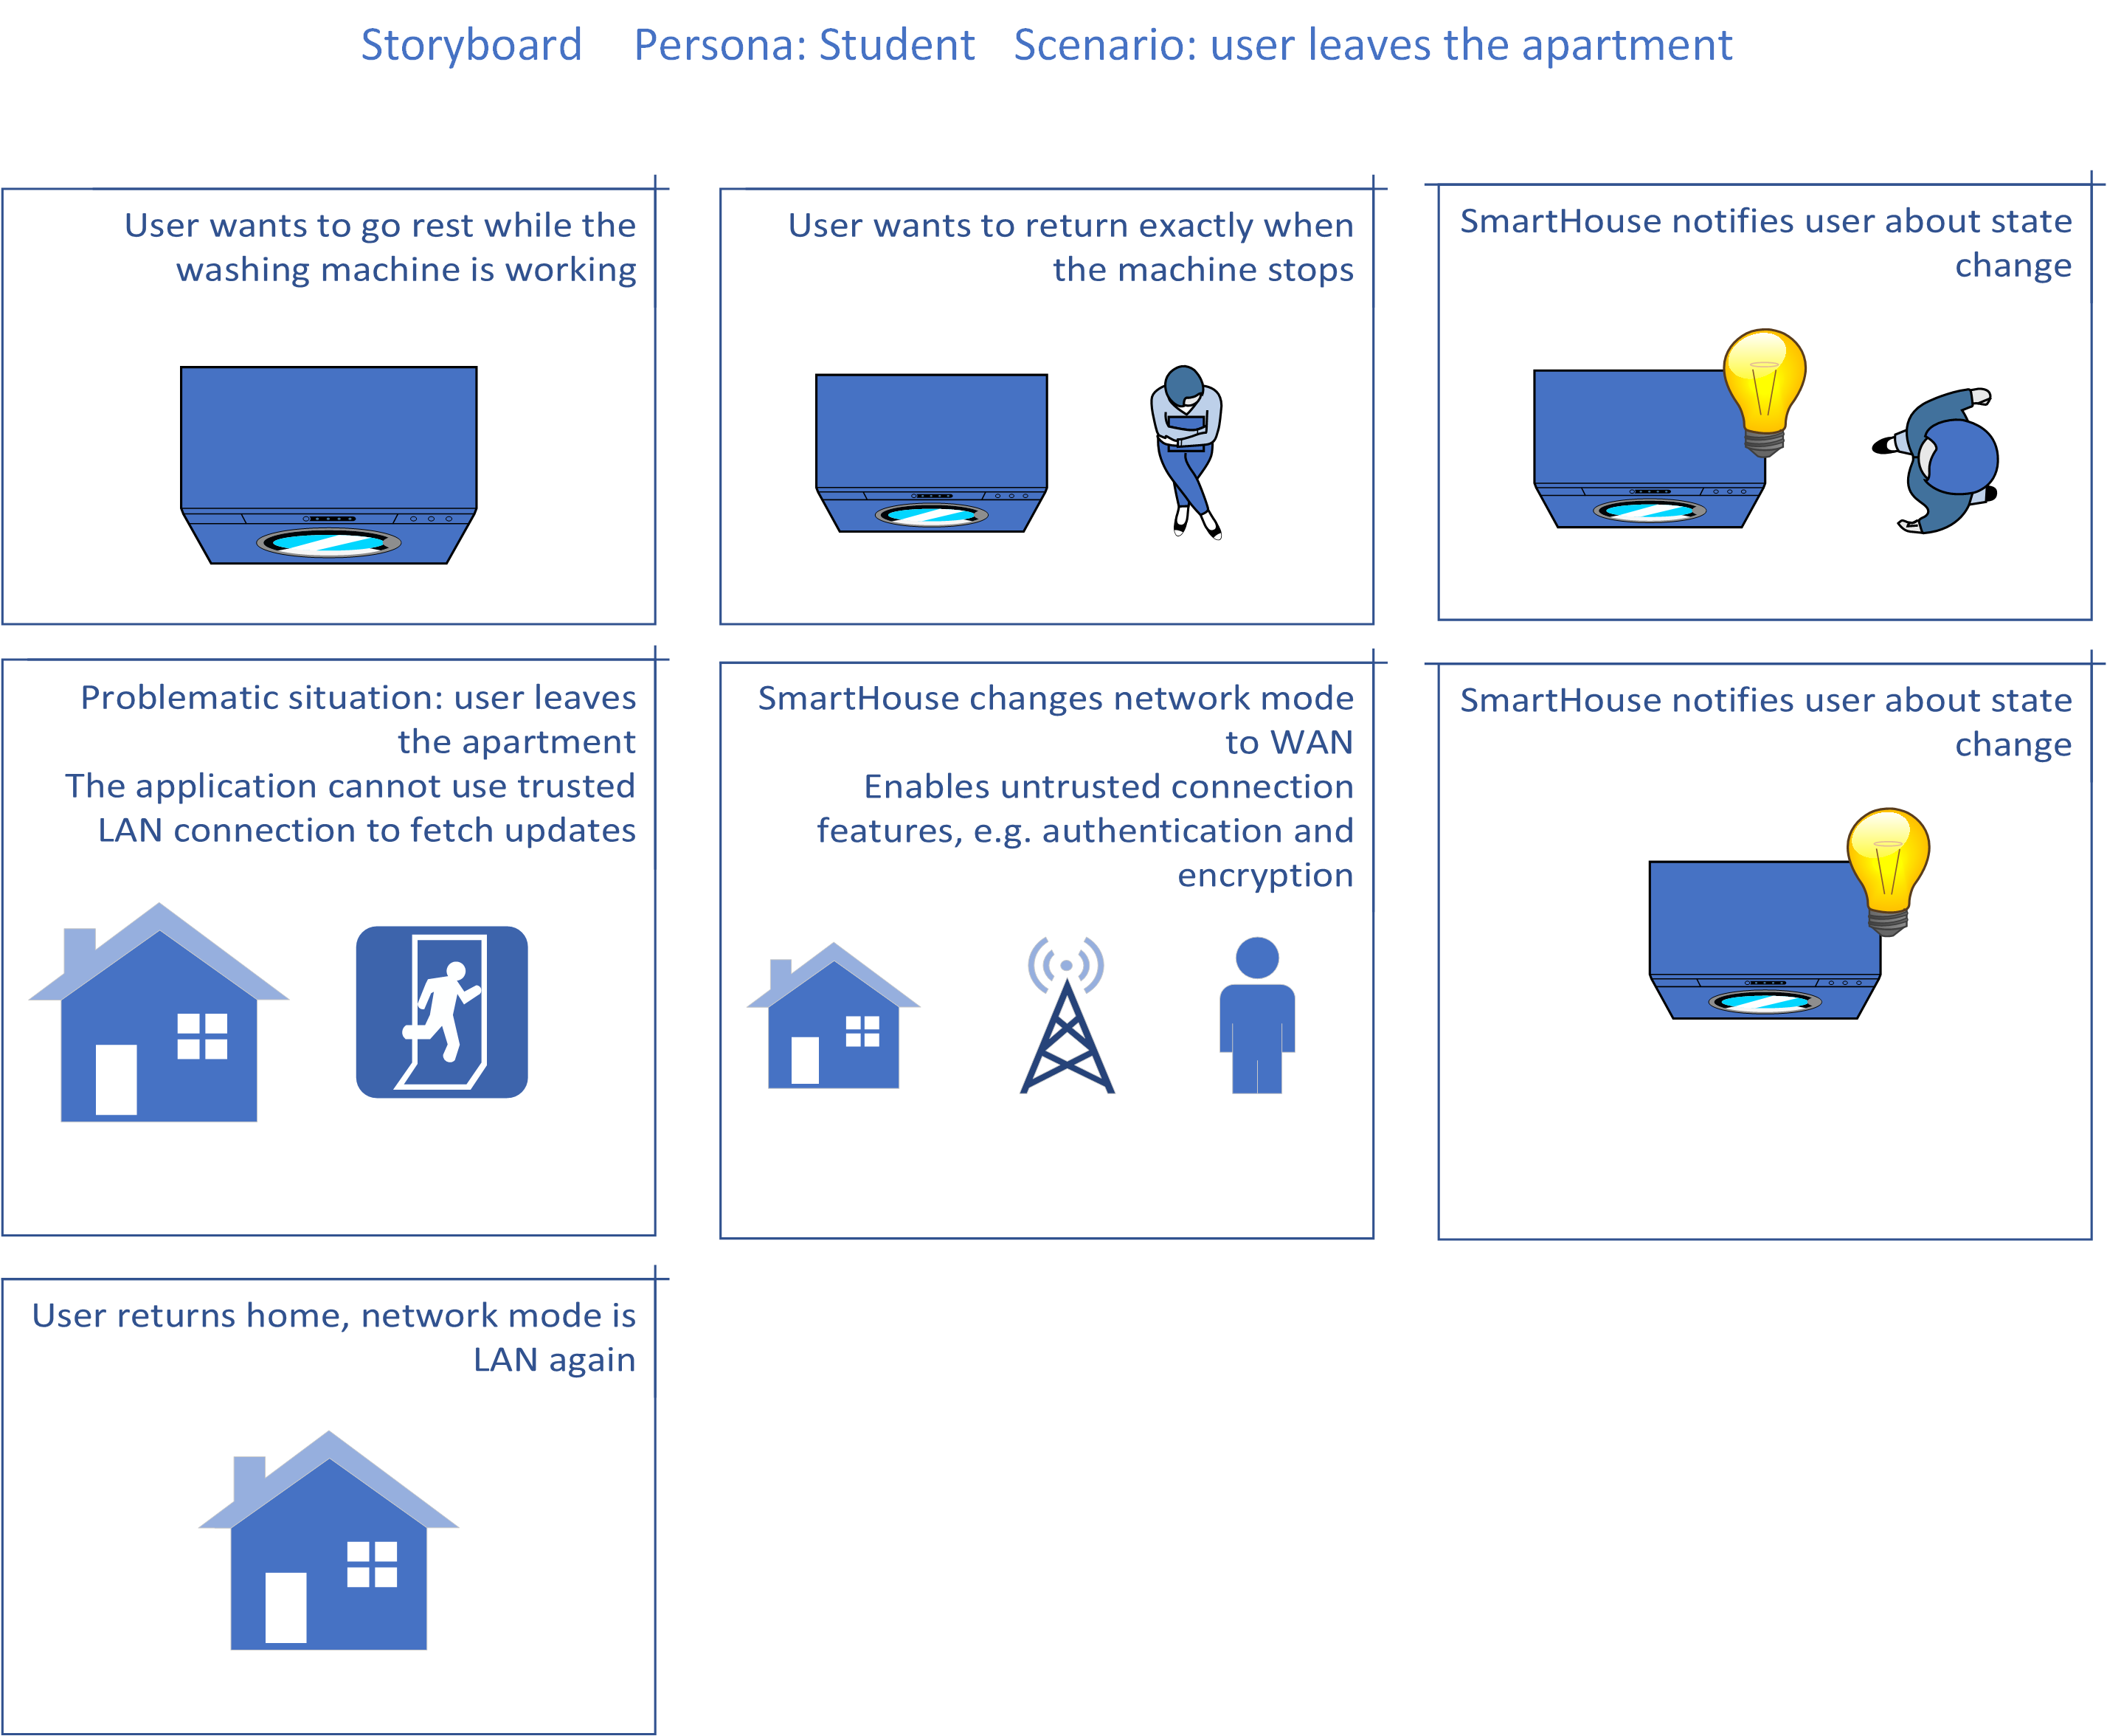 Storyboard Persona: Student Scenario: user leaves the apartment
User wants to go rest while the
washing machine is working
User wants to return exactly when
the machine stops
SmartHouse notifies user about state
change
Problematic situation: user leaves
the apartment
The application cannot use trusted
LAN connection to fetch updates
SmartHouse changes network mode
to WAN
Enables untrusted connection
features, e.g. authentication and
encryption
SmartHouse notifies user about state
change
User returns home, network mode is
LAN again